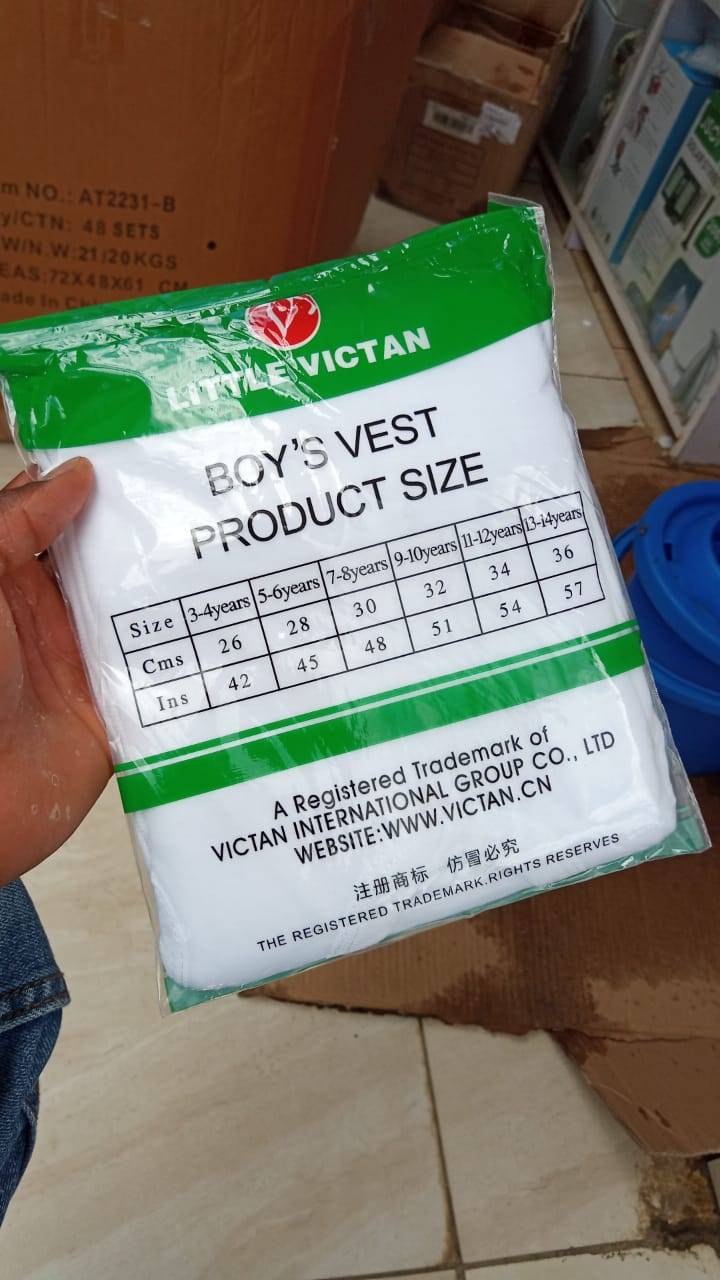 m NO.: AT2231-B
y/CTN: 48 SETS
W/N.W: 21/20KGS
EAS: 72X48X61 CM
ade In Ch
LITTLE VICTAN
BOY'S VEST
PRODUCT SIZE
Size 3-4years 5-6years 7-8years 9-10years 11-12years 13-14years
Cms 26 28 30 32 34 36
Ins 42 45 48 51 54 57
A Registered Trademark of
VICTAN INTERNATIONAL GROUP CO., LTD
WEBSITE:WWW.VICTAN.CN
注册商标 仿冒必究
THE REGISTERED TRADEMARK.RIGHTS RESERVES